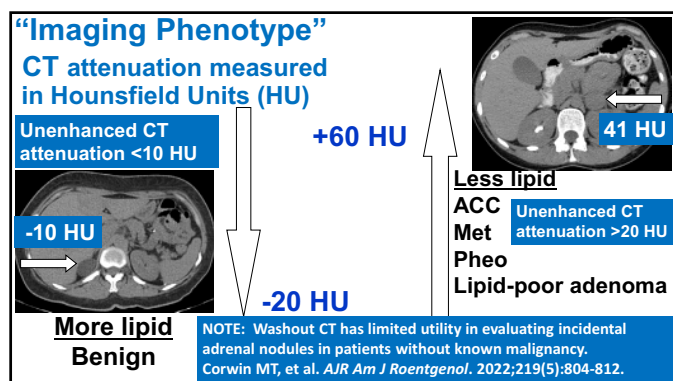 “Imaging Phenotype”
CT attenuation measured
in Hounsfield Units (HU)
Unenhanced CT
attenuation <10 HU
-10 HU
More lipid
Benign
+60 HU
-20 HU
41 HU
Less lipid
ACC
Met
Pheo
Lipid-poor adenoma
Unenhanced CT
attenuation >20 HU
NOTE: Washout CT has limited utility in evaluating incidental
adrenal nodules in patients without known malignancy.
Corwin MT, et al. AJR Am J Roentgenol. 2022;219(5):804-812.